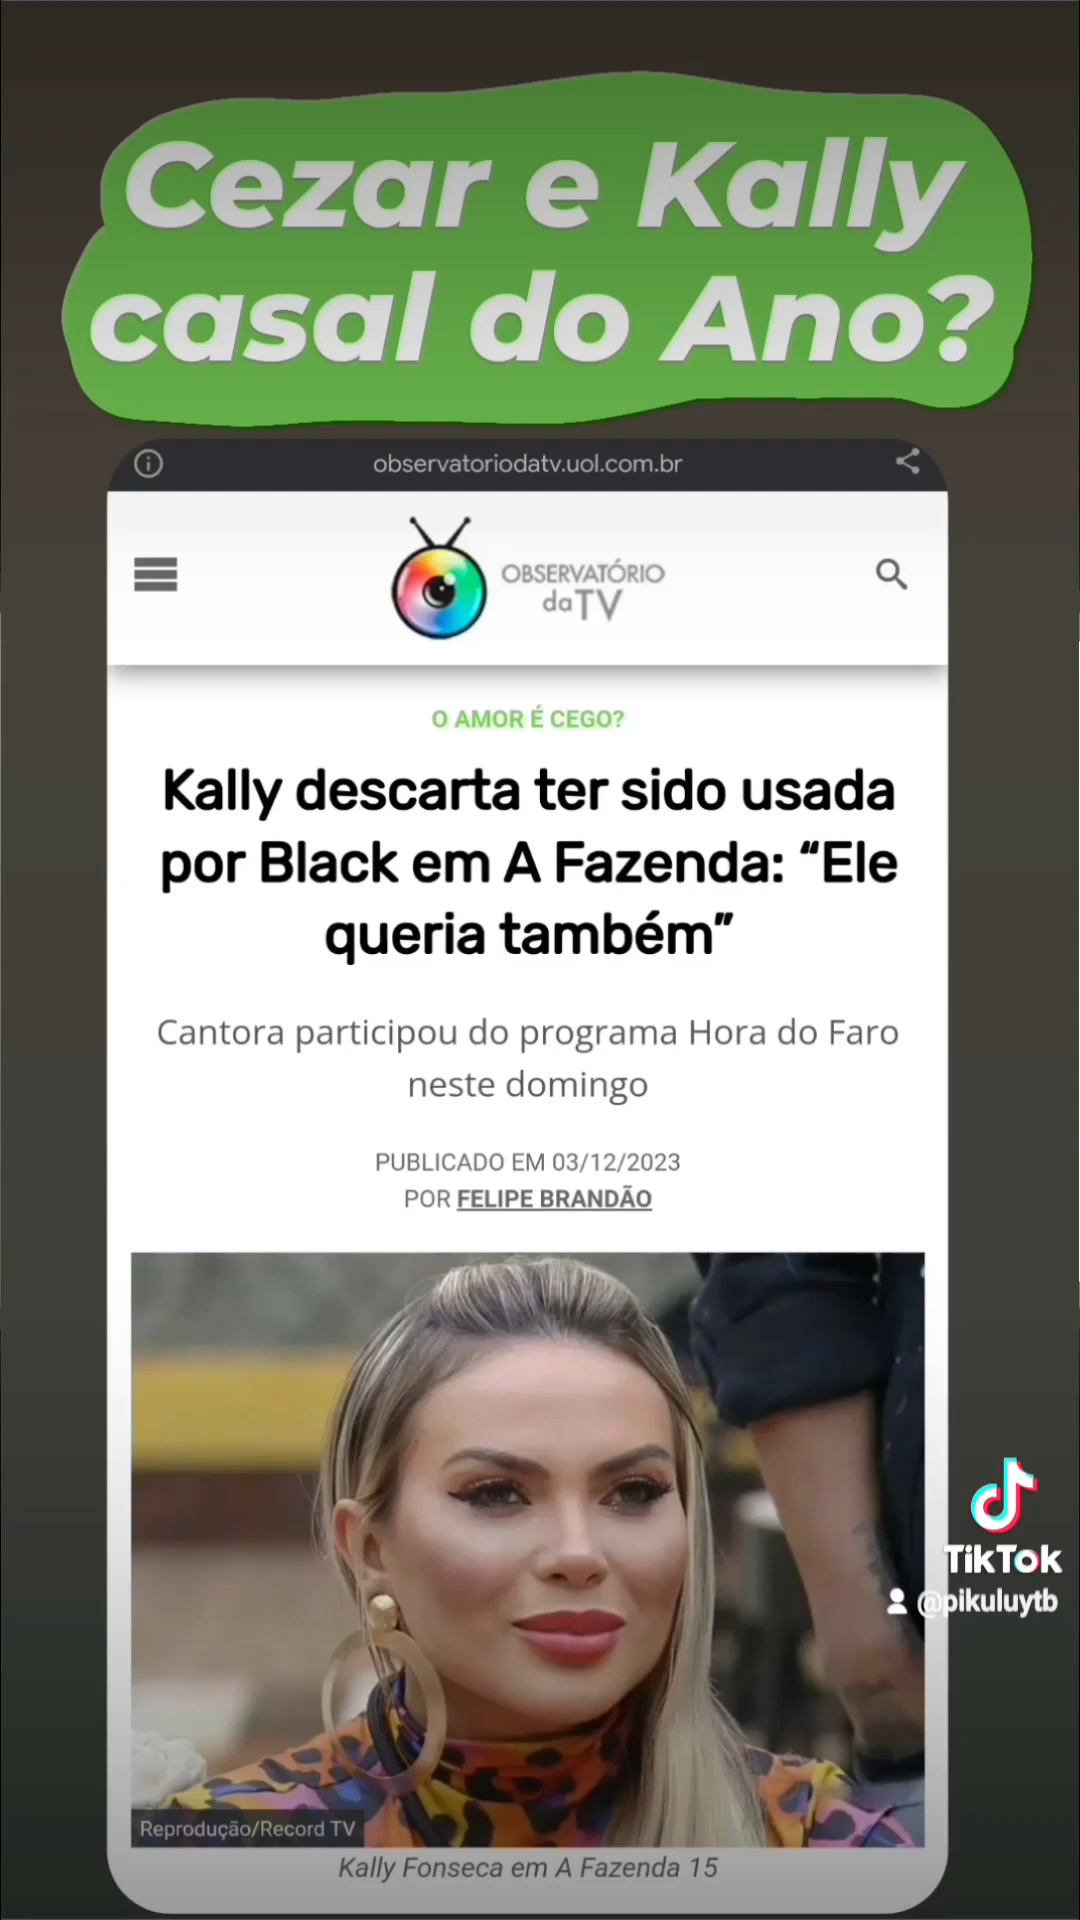 Cezar e Kally
casal do Ano?
observatoriodatv.uol.com.br
OBSERVATÓRIO
da TV
O AMOR É CEGO?
Kally descarta ter sido usada
por Black em A Fazenda: “Ele
queria também”
Cantora participou do programa Hora do Faro
neste domingo
PUBLICADO EM 03/12/2023
POR FELIPE BRANDÃO
TikTok
@pikuluytb
Reprodução/Record TV
Kally Fonseca em A Fazenda 15